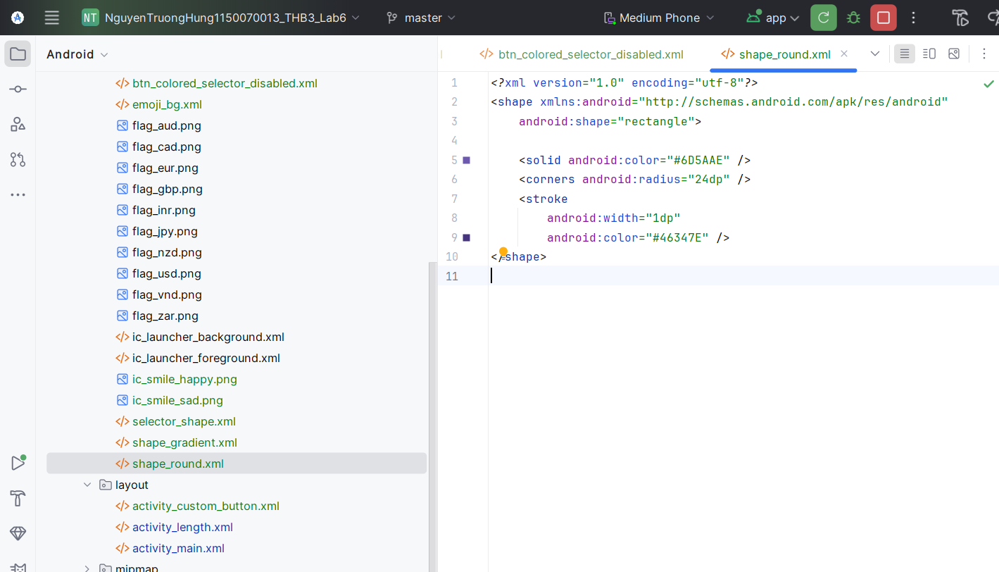 NT NguyenTruongHung1150070013_THB3_Lab6 master Medium Phone app
Android
btn_colored_selector_disabled.xml
emoji_bg.xml
flag_aud.png
flag_cad.png
flag_eur.png
flag_gbp.png
flag_inr.png
flag_jpy.png
flag_nzd.png
flag_usd.png
flag_vnd.png
flag_zar.png
ic_launcher_background.xml
ic_launcher_foreground.xml
ic_smile_happy.png
ic_smile_sad.png
selector_shape.xml
shape_gradient.xml
shape_round.xml
layout
activity_custom_button.xml
activity_length.xml
activity_main.xml
mipmap
btn_colored_selector_disabled.xml shape_round.xml
1 <?xml version="1.0" encoding="utf-8"?>
2 <shape xmlns:android="http://schemas.android.com/apk/res/android"
3 android:shape="rectangle">
4
5 <solid android:color="#6D5AAE" />
6 <corners android:radius="24dp" />
7 <stroke
8 android:width="1dp"
9 android:color="#46347E" />
10 </shape>
11